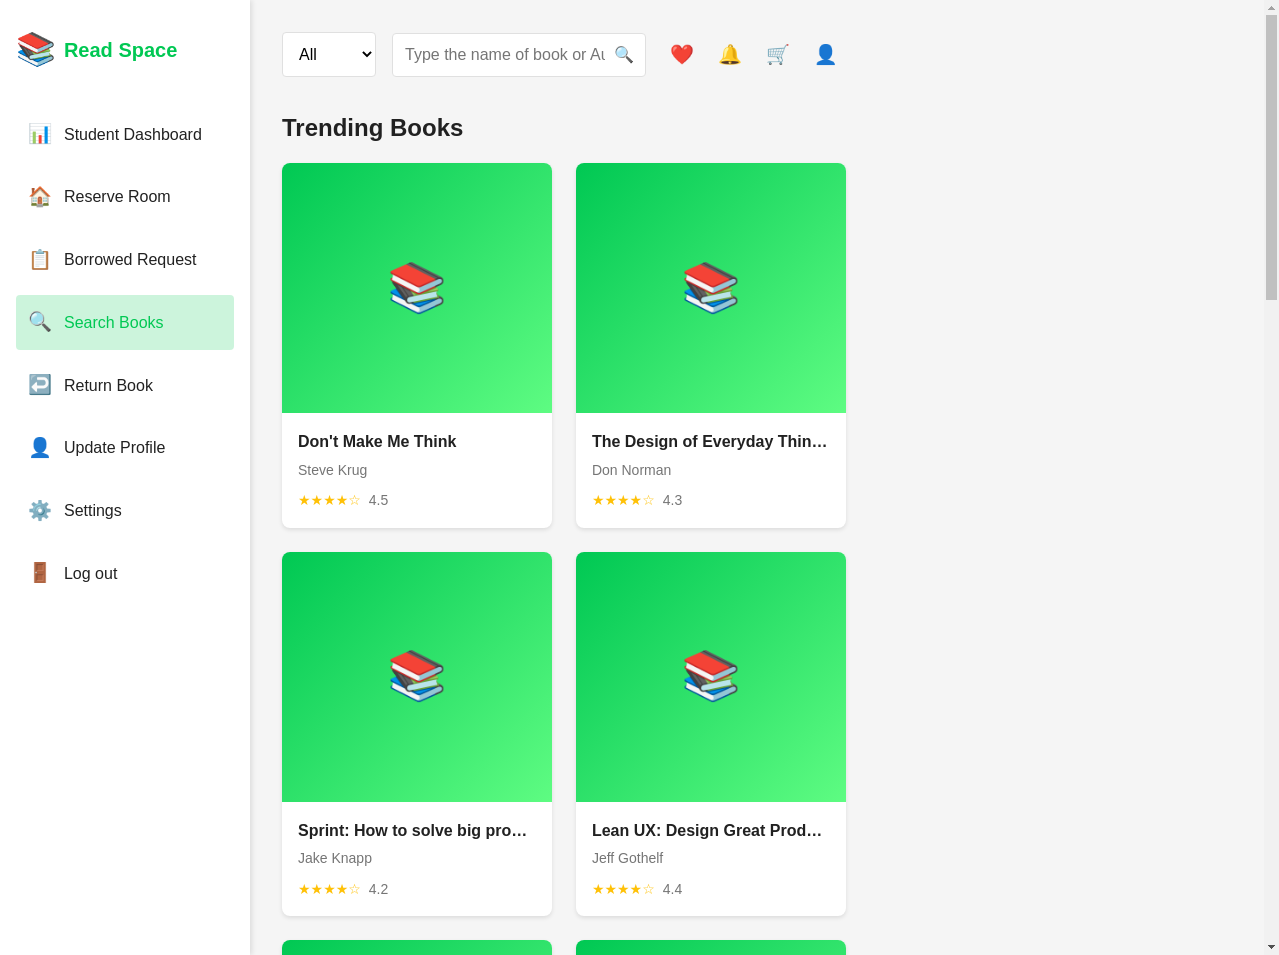 Read Space
Student Dashboard
Reserve Room
Borrowed Request
Search Books
Return Book
Update Profile
Settings
Log out
All
Type the name of book or Au
Trending Books
Don't Make Me Think
Steve Krug
★★★★☆ 4.5
The Design of Everyday Thin…
Don Norman
★★★★☆ 4.3
Sprint: How to solve big pro…
Jake Knapp
★★★★☆ 4.2
Lean UX: Design Great Prod…
Jeff Gothelf
★★★★☆ 4.4